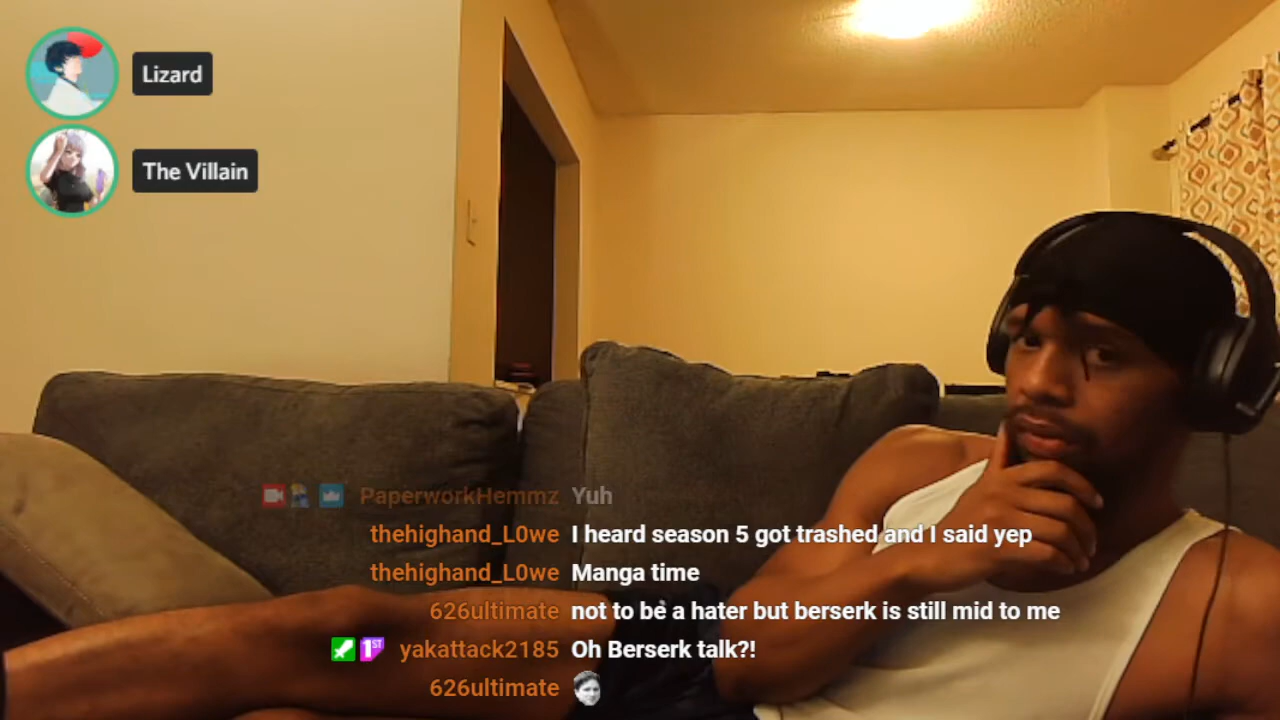 Lizard
The Villain
PaperworkHemmz Yuh
thehighand_L0we I heard season 5 got trashed and I said yep
thehighand_L0we Manga time
626ultimate not to be a hater but berserk is still mid to me
1ST yakattack2185 Oh Berserk talk?!
626ultimate